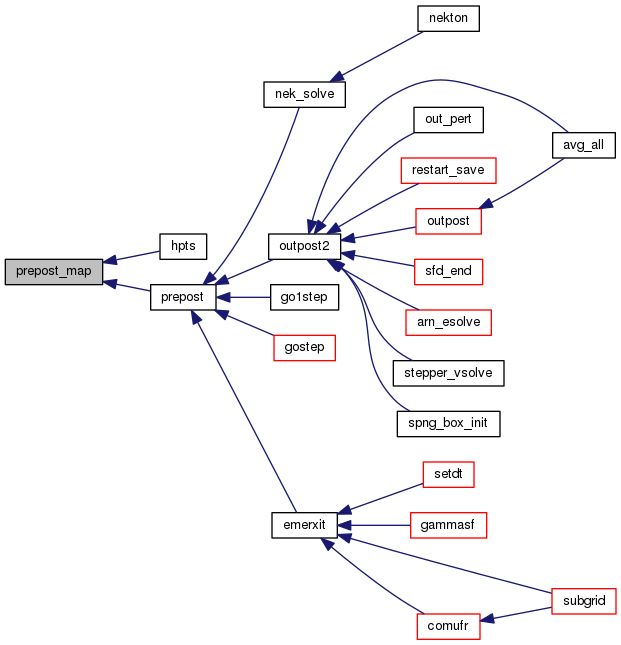 nekton
nek_solve
out_pert
avg_all
restart_save
outpost
hpts
outpost2
prepost_map
sfd_end
prepost
go1step
arn_esolve
gostep
stepper_vsolve
spng_box_init
setdt
emerxit
gammasf
subgrid
comufr